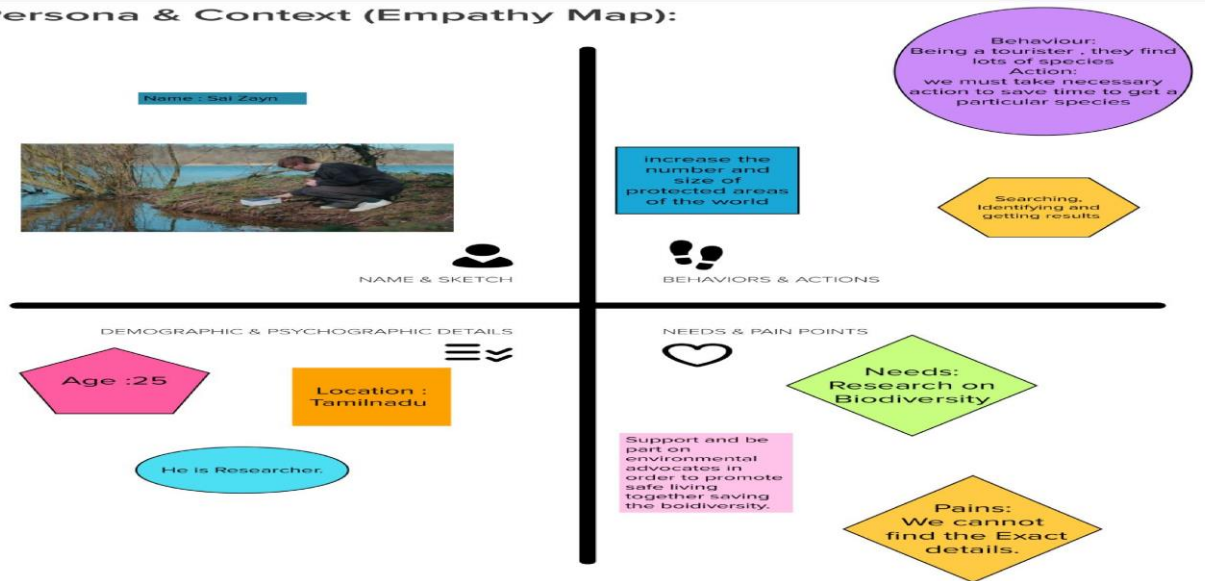 ersona & Context (Empathy Map):
Name : Sai Zayn
NAME & SKETCH
Behaviour:
Being a tourister , they find
lots of species
Action:
we must take necessary
action to save time to get a
particular species
increase the
number and
size of
protected areas
of the world
Searching,
Identifying and
getting results
BEHAVIORS & ACTIONS
DEMOGRAPHIC & PSYCHOGRAPHIC DETAILS
Age :25
Location :
Tamilnadu
He is Researcher.
NEEDS & PAIN POINTS
Needs:
Research on
Biodiversity
Support and be
part on
environmental
advocates in
order to promote
safe living
together saving
the boidiversity.
Pains:
We cannot
find the Exact
details.